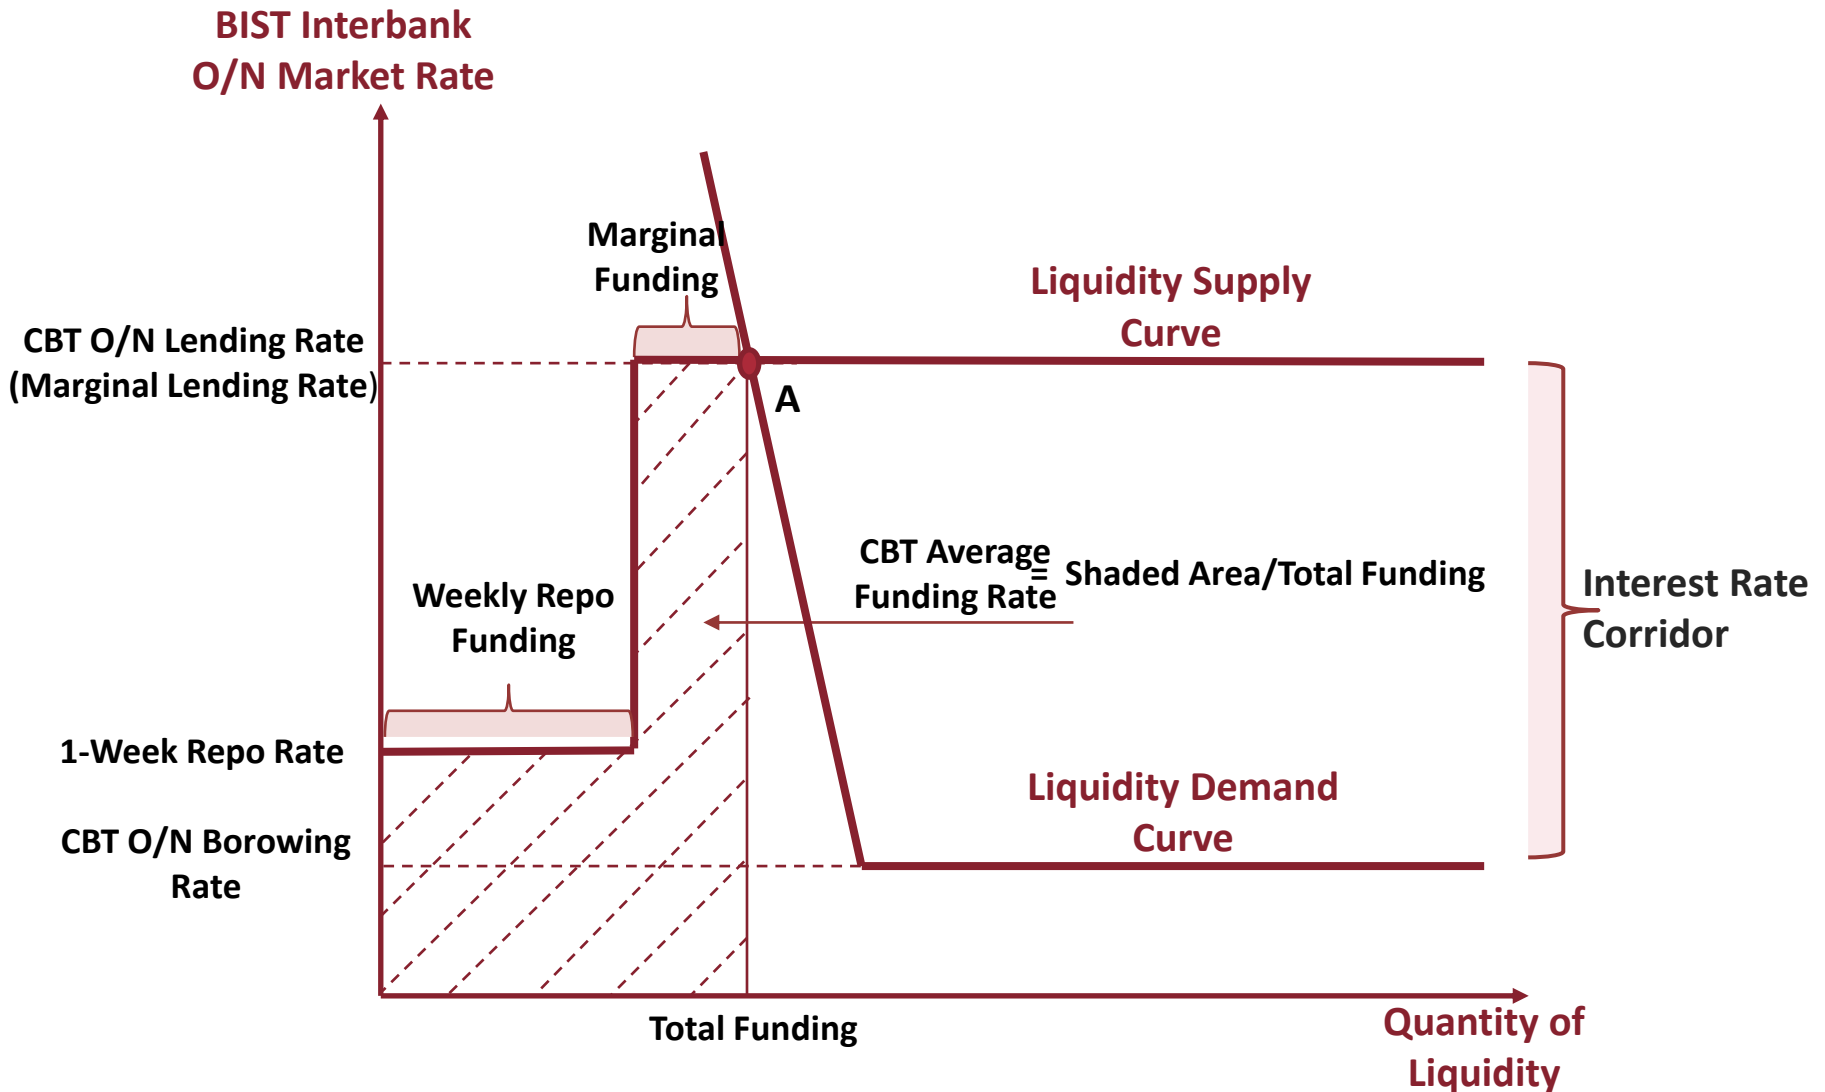 BIST Interbank
O/N Market Rate
Marginal
Funding
Liquidity Supply
Curve
CBT O/N Lending Rate
(Marginal Lending Rate)
A
CBT Average
Funding Rate
= Shaded Area/Total Funding
Interest Rate
Corridor
Weekly Repo
Funding
1-Week Repo Rate
Liquidity Demand
Curve
CBT O/N Borrowing
Rate
Total Funding
Quantity of
Liquidity